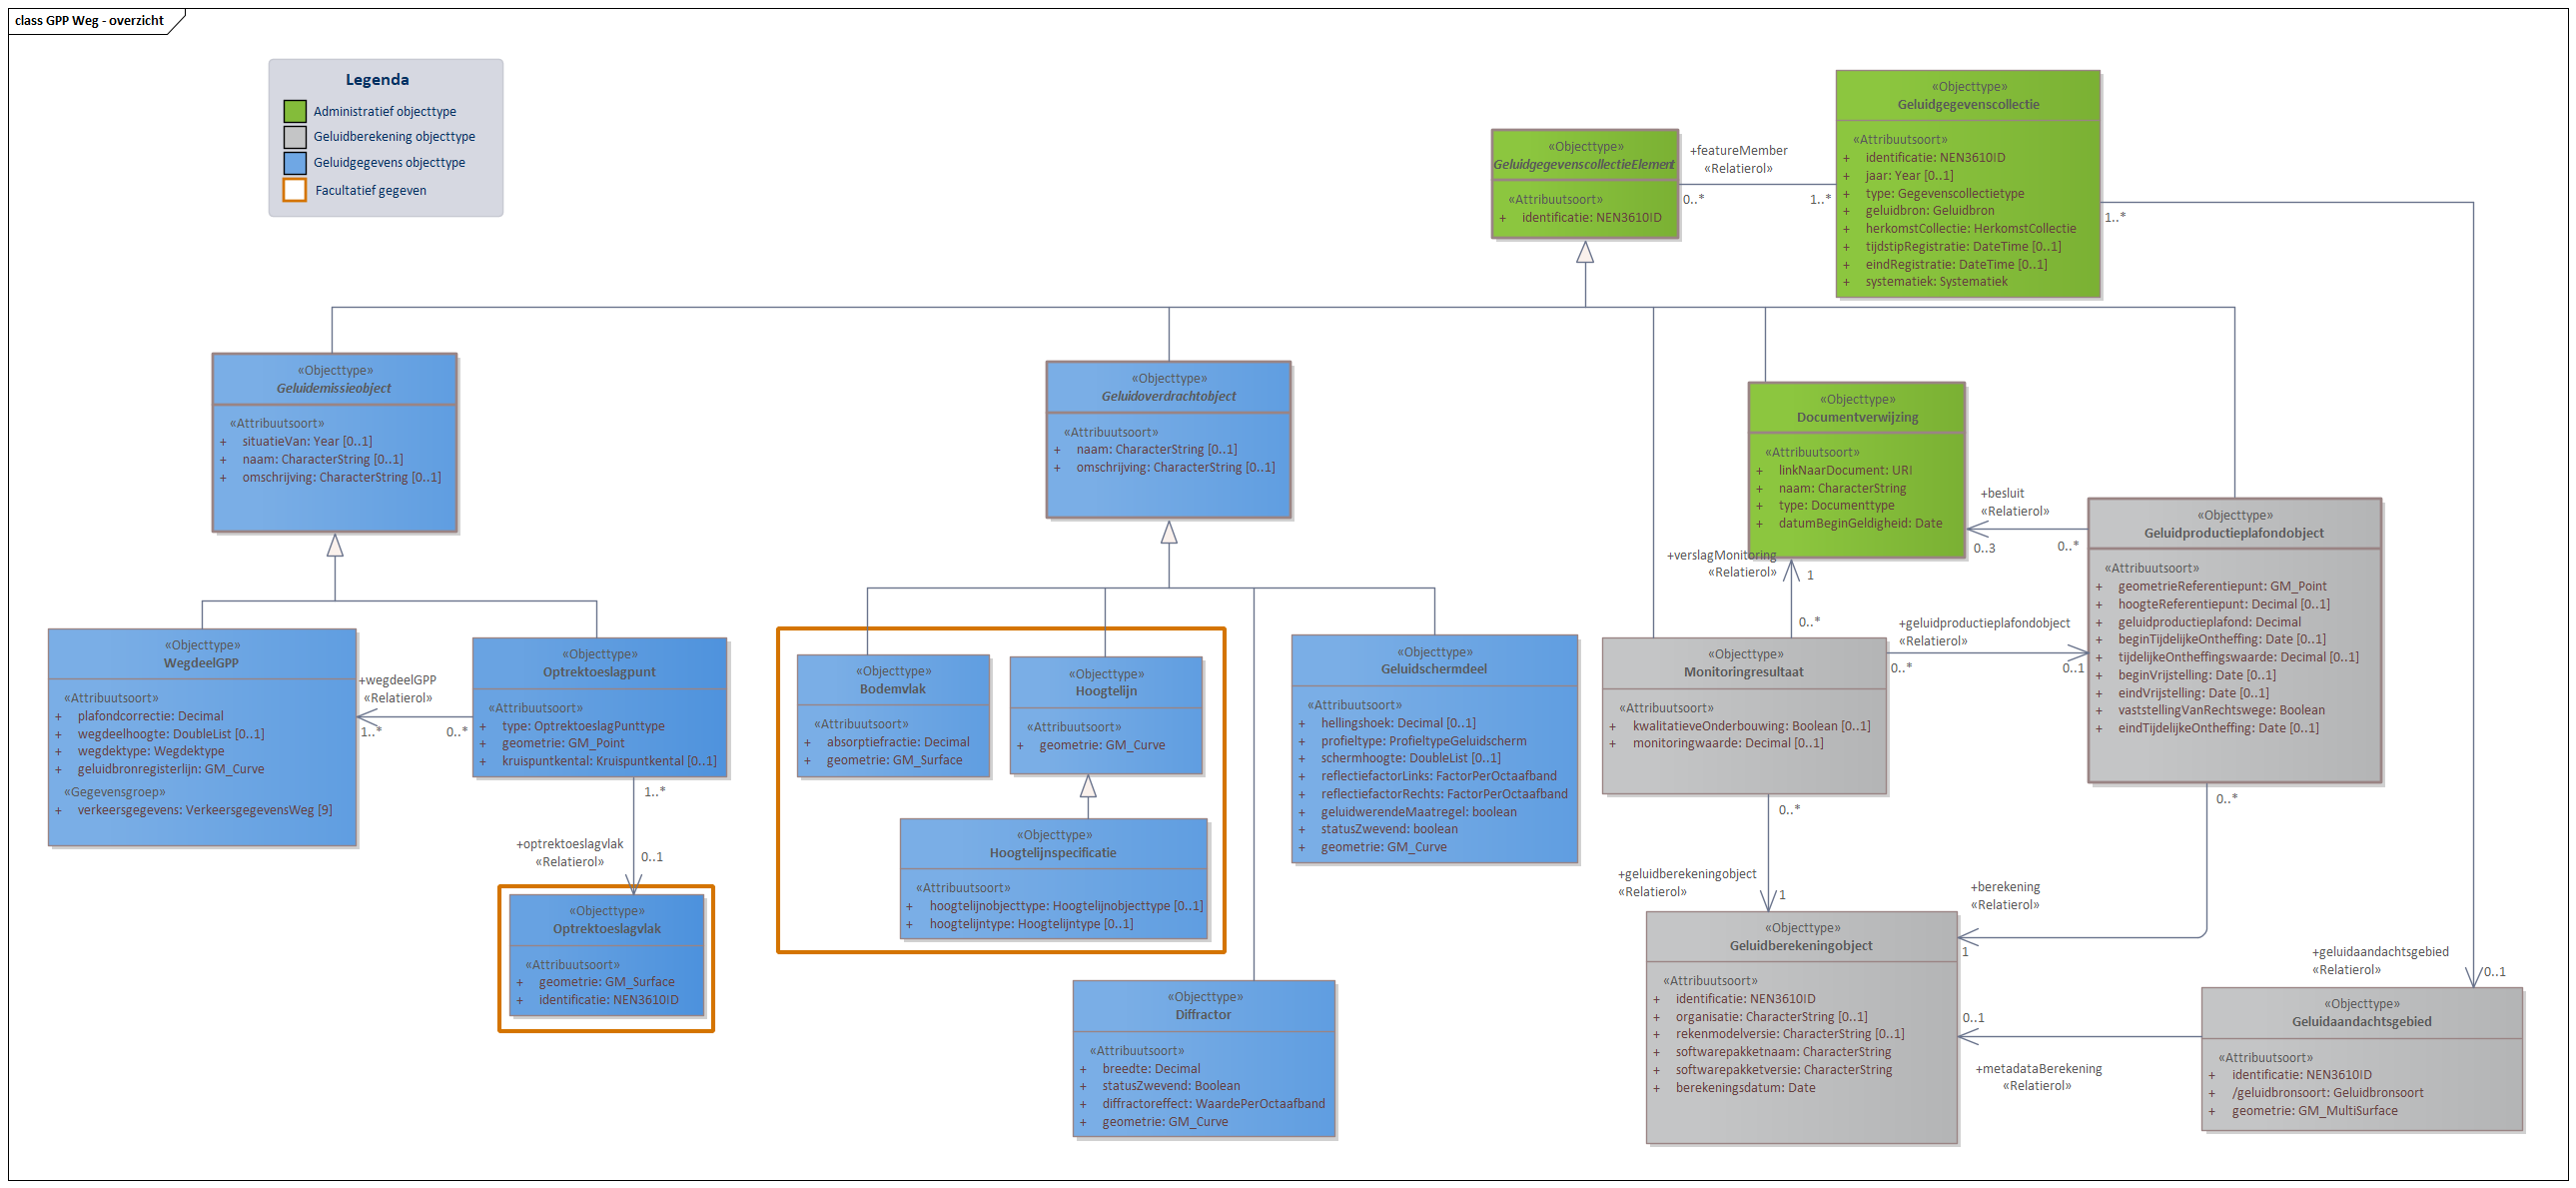 class GPP Weg - overzicht
Legenda
Administratief objecttype
Geluidberekening objecttype
Geluidgegevens objecttype
Facultatief gegeven
«Objecttype»
Geluidgegevenscollectie
«Attribuutsoort»
+ identificatie: NEN3610ID
+ jaar: Year [0..1]
+ type: Gegevenscollectietype
+ geluidbron: Geluidbron
+ herkomstCollectie: HerkomstCollectie
+ tijdstipRegistratie: DateTime [0..1]
+ eindRegistratie: DateTime [0..1]
+ systematiek: Systematiek
«Objecttype»
GeluidgegevenscollectieElement
«Attribuutsoort»
+ identificatie: NEN3610ID
+featureMember
«Relatierol»
0..*
1..*
1..*
«Objecttype»
Geluidemissieobject
«Attribuutsoort»
+ situatieVan: Year [0..1]
+ naam: CharacterString [0..1]
+ omschrijving: CharacterString [0..1]
«Objecttype»
Geluidoverdrachtobject
«Attribuutsoort»
+ naam: CharacterString [0..1]
+ omschrijving: CharacterString [0..1]
«Objecttype»
Documentverwijzing
«Attribuutsoort»
+ linkNaarDocument: URI
+ naam: CharacterString
+ type: Documenttype
+ datumBeginGeldigheid: Date
+besluit
«Relatierol»
0..3
0..*
«Objecttype»
Geluidproductieplafondobject
«Attribuutsoort»
+ geometrieReferentiepunt: GM_Point
+ hoogteReferentiepunt: Decimal [0..1]
+ geluidproductieplafond: Decimal
+ beginTijdelijkeOntheffing: Date [0..1]
+ tijdelijkeOntheffingswaarde: Decimal [0..1]
+ beginVrijstelling: Date [0..1]
+ eindVrijstelling: Date [0..1]
+ vaststellingVanRechtswege: Boolean
+ eindTijdelijkeOntheffing: Date [0..1]
+verslagMonitoring
«Relatierol»
1
0..*
+geluidproductieplafondobject
«Relatierol»
0..*
0..1
«Objecttype»
WegdeelGPP
«Attribuutsoort»
+ plafondcorrectie: Decimal
+ wegdeelhoogte: DoubleList [0..1]
+ wegdektype: Wegdektype
+ geluidbronregisterlijn: GM_Curve
«Gegevensgroep»
+ verkeersgegevens: VerkeersgegevensWeg [9]
+wegdeelGPP
«Relatierol»
1..*
0..*
«Objecttype»
Optrektoeslagpunt
«Attribuutsoort»
+ type: OptrektoeslagPunttype
+ geometrie: GM_Point
+ kruispuntkental: Kruispuntkental [0..1]
1..*
+optrektoeslagvlak
«Relatierol»
0..1
«Objecttype»
Optrektoeslagvlak
«Attribuutsoort»
+ geometrie: GM_Surface
+ identificatie: NEN3610ID
«Objecttype»
Bodemvlak
«Attribuutsoort»
+ absorptiefractie: Decimal
+ geometrie: GM_Surface
«Objecttype»
Hoogtelijn
«Attribuutsoort»
+ geometrie: GM_Curve
«Objecttype»
Hoogtelijnspecificatie
«Attribuutsoort»
+ hoogtelijnobjecttype: Hoogtelijnobjecttype [0..1]
+ hoogtelijntype: Hoogtelijntype [0..1]
«Objecttype»
Geluidschermdeel
«Attribuutsoort»
+ hellingshoek: Decimal [0..1]
+ profieltype: ProfieltypeGeluidscherm
+ schermhoogte: DoubleList [0..1]
+ reflectiefactorLinks: FactorPerOctaafband
+ reflectiefactorRechts: FactorPerOctaafband
+ geluidwerendeMaatregel: boolean
+ statusZwevend: boolean
+ geometrie: GM_Curve
«Objecttype»
Diffractor
«Attribuutsoort»
+ breedte: Decimal
+ statusZwevend: Boolean
+ diffractoreffect: WaardePerOctaafband
+ geometrie: GM_Curve
«Objecttype»
Monitoringresultaat
«Attribuutsoort»
+ kwalitatieveOnderbouwing: Boolean [0..1]
+ monitoringwaarde: Decimal [0..1]
0..*
+geluidberekeningobject
«Relatierol»
1
0..*
+berekening
«Relatierol»
1
«Objecttype»
Geluidberekeningobject
«Attribuutsoort»
+ identificatie: NEN3610ID
+ organisatie: CharacterString [0..1]
+ rekenmodelversie: CharacterString [0..1]
+ softwarepakketnaam: CharacterString
+ softwarepakketversie: CharacterString
+ berekeningsdatum: Date
+geluidaandachtsgebied
«Relatierol»
0..1
0..1
+metadataBerekening
«Relatierol»
«Objecttype»
Geluidaandachtsgebied
«Attribuutsoort»
+ identificatie: NEN3610ID
+ /geluidbronsoort: Geluidbronsoort
+ geometrie: GM_MultiSurface